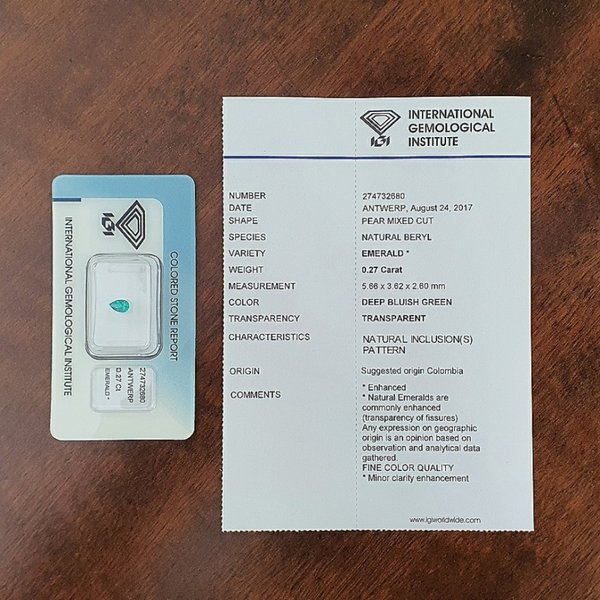 COLORED STONE REPORT
IGI
INTERNATIONAL GEMOLOGICAL INSTITUTE
274732680
ANTWERP
0.27 Ct
EMERALD *
IGI
INTERNATIONAL
GEMOLOGICAL
INSTITUTE
NUMBER 274732680
DATE ANTWERP, August 24, 2017
SHAPE PEAR MIXED CUT
SPECIES NATURAL BERYL
VARIETY EMERALD *
WEIGHT 0.27 Carat
MEASUREMENT 5.66 x 3.62 x 2.60 mm
COLOR DEEP BLUISH GREEN
TRANSPARENCY TRANSPARENT
CHARACTERISTICS NATURAL INCLUSION(S)
PATTERN
ORIGIN Suggested origin Colombia
COMMENTS * Enhanced
* Natural Emeralds are
commonly enhanced
(transparency of fissures)
Any expression on geographic
origin is an opinion based on
observation and analytical data
gathered.
FINE COLOR QUALITY
* Minor clarity enhancement
www.igiworldwide.com